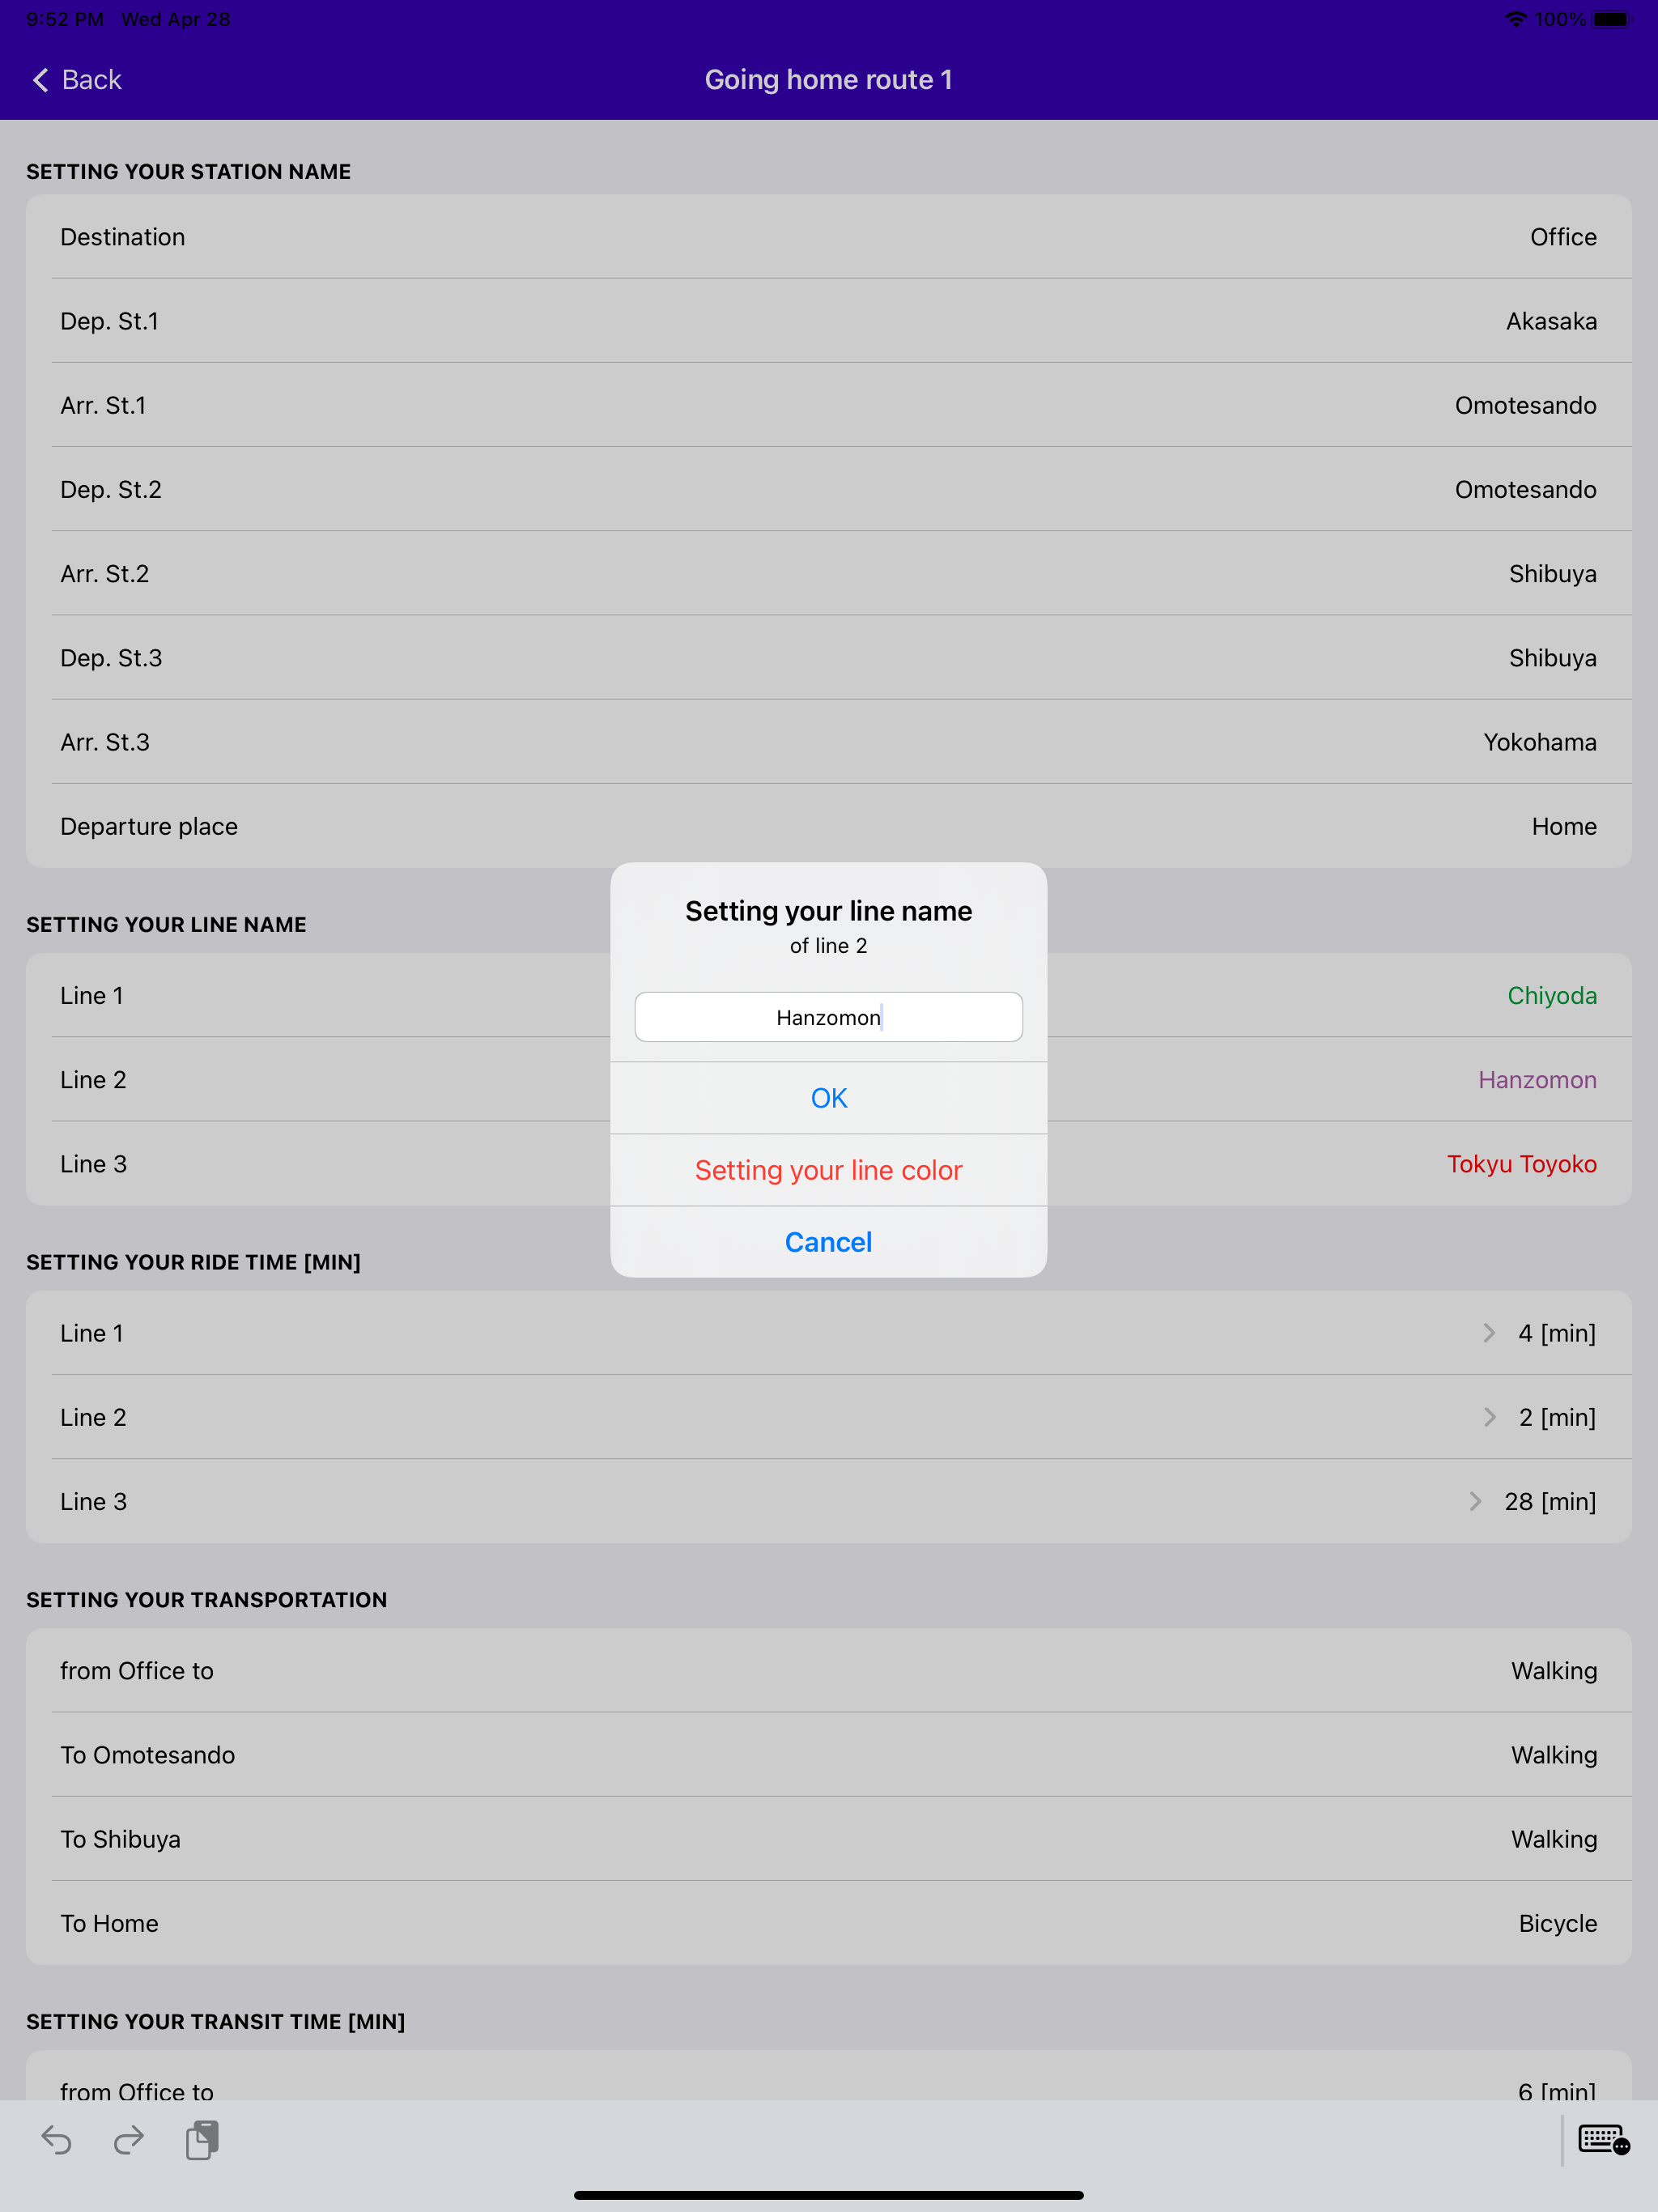 9:52 PM Wed Apr 28 100%
Back Going home route 1
SETTING YOUR STATION NAME
Destination Office
Dep. St.1 Akasaka
Arr. St.1 Omotesando
Dep. St.2 Omotesando
Arr. St.2 Shibuya
Dep. St.3 Shibuya
Arr. St.3 Yokohama
Departure place Home
SETTING YOUR LINE NAME
Line 1 Chiyoda
Line 2 Hanzomon
Line 3 Tokyu Toyoko
Setting your line name
of line 2
Hanzomon
OK
Setting your line color
Cancel
SETTING YOUR RIDE TIME [MIN]
Line 1 4 [min]
Line 2 2 [min]
Line 3 28 [min]
SETTING YOUR TRANSPORTATION
from Office to Walking
To Omotesando Walking
To Shibuya Walking
To Home Bicycle
SETTING YOUR TRANSIT TIME [MIN]
from Office to 6 [min]